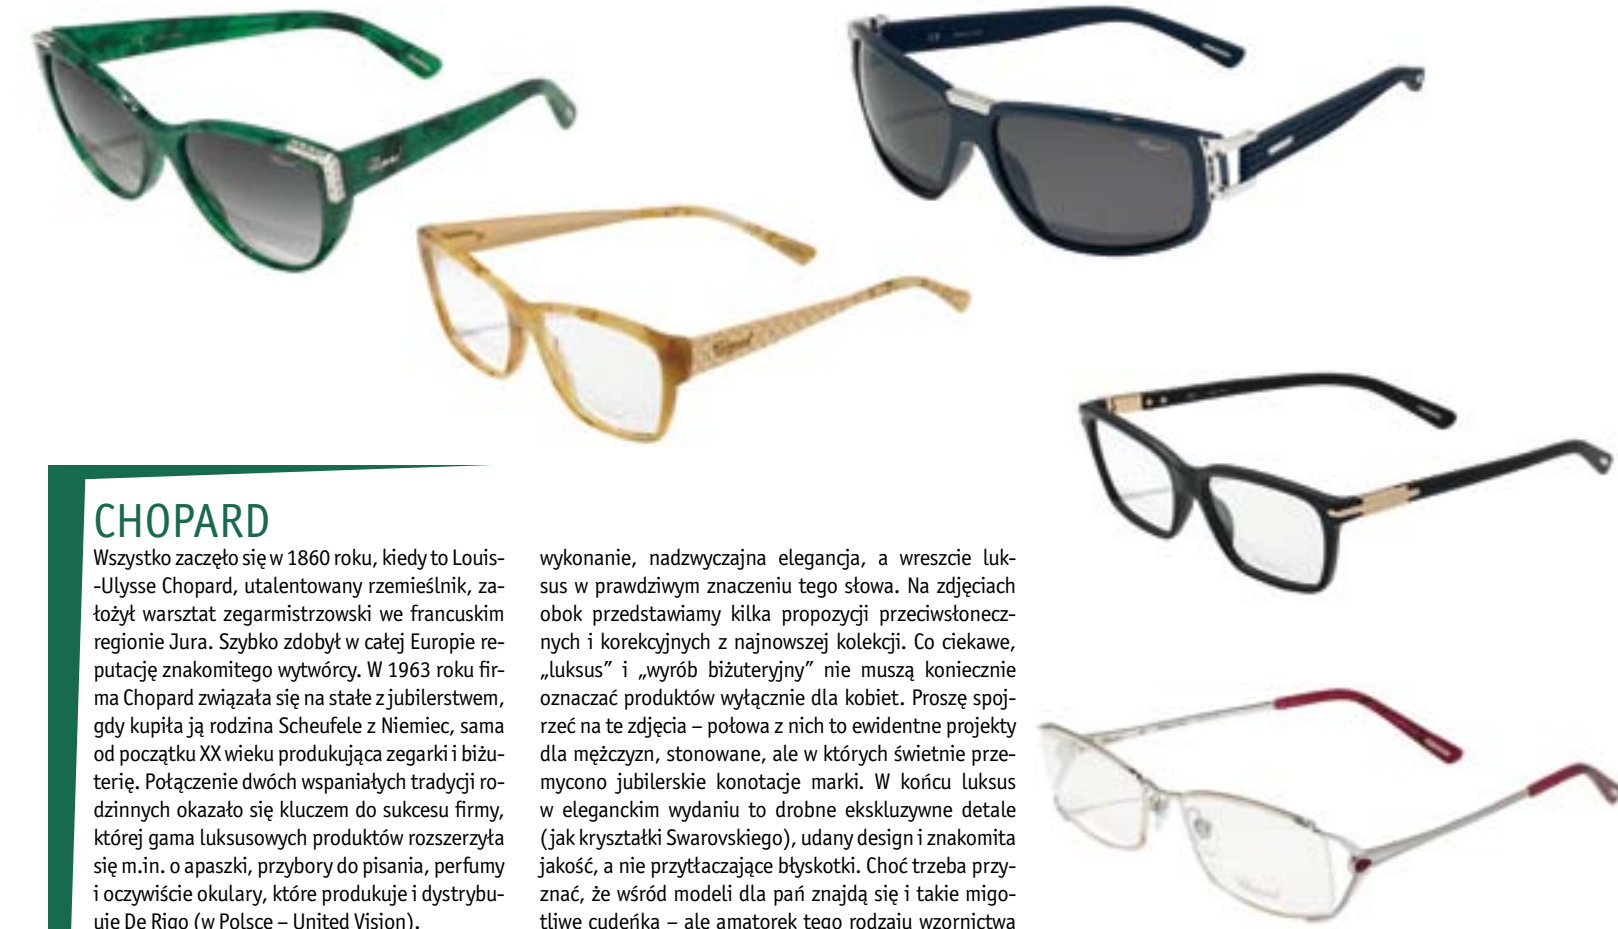 CHOPARD
Wszystko zaczęło się w 1860 roku, kiedy to Louis-
-Ulysse Chopard, utalentowany rzemieślnik, za-
łożył warsztat zegarmistrzowski we francuskim
regionie Jura. Szybko zdobył w całej Europie re-
putację znakomitego wytwórcy. W 1963 roku fir-
ma Chopard związała się na stałe z jubilerstwem,
gdy kupiła ją rodzina Scheufele z Niemiec, sama
od początku XX wieku produkująca zegarki i biżu-
terię. Połączenie dwóch wspaniałych tradycji ro-
dzinnych okazało się kluczem do sukcesu firmy,
której gama luksusowych produktów rozszerzyła
się m.in. o apaszki, przybory do pisania, perfumy
i oczywiście okulary, które produkuje i dystrybu-
uje De Rigo (w Polsce – United Vision).
wykonanie, nadzwyczajna elegancja, a wreszcie luk-
sus w prawdziwym znaczeniu tego słowa. Na zdjęciach
obok przedstawiamy kilka propozycji przeciwsłonecz-
nych i korekcyjnych z najnowszej kolekcji. Co ciekawe,
„luksus” i „wyrób biżuteryjny” nie muszą koniecznie
oznaczać produktów wyłącznie dla kobiet. Proszę spoj-
rzeć na te zdjęcia – połowa z nich to ewidentne projekty
dla mężczyzn, stonowane, ale w których świetnie prze-
mycono jubilerskie konotacje marki. W końcu luksus
w eleganckim wydaniu to drobne ekskluzywne detale
(jak kryształki Swarovskiego), udany design i znakomita
jakość, a nie przytłaczające błyskotki. Choć trzeba przy-
znać, że wśród modeli dla pań znajdą się i takie migo-
tliwe cudeńka – ale amatorek tego rodzaju wzornictwa